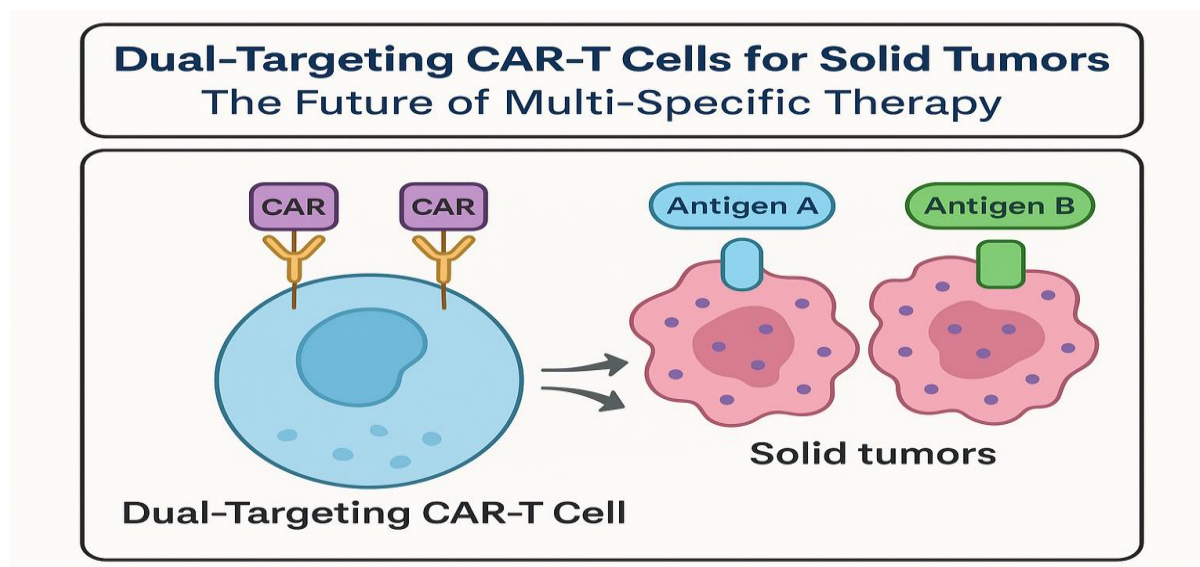 Dual-Targeting CAR-T Cells for Solid Tumors
The Future of Multi-Specific Therapy
CAR
CAR
Antigen A
Antigen B
Solid tumors
Dual-Targeting CAR-T Cell